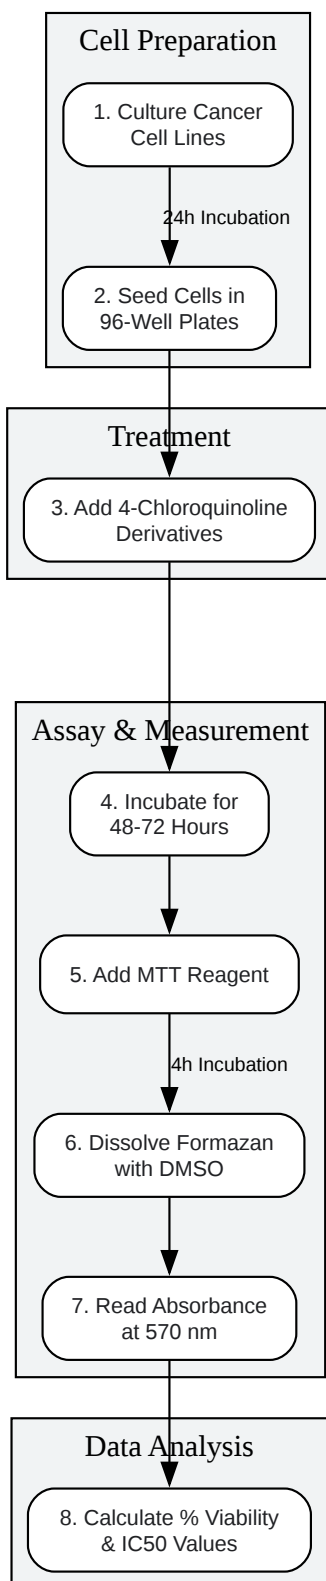 Cell Preparation
1. Culture Cancer
Cell Lines
24h Incubation
2. Seed Cells in
96-Well Plates
Treatment
3. Add 4-Chloroquinoline
Derivatives
Assay & Measurement
4. Incubate for
48-72 Hours
5. Add MTT Reagent
4h Incubation
6. Dissolve Formazan
with DMSO
7. Read Absorbance
at 570 nm
Data Analysis
8. Calculate % Viability
& IC50 Values